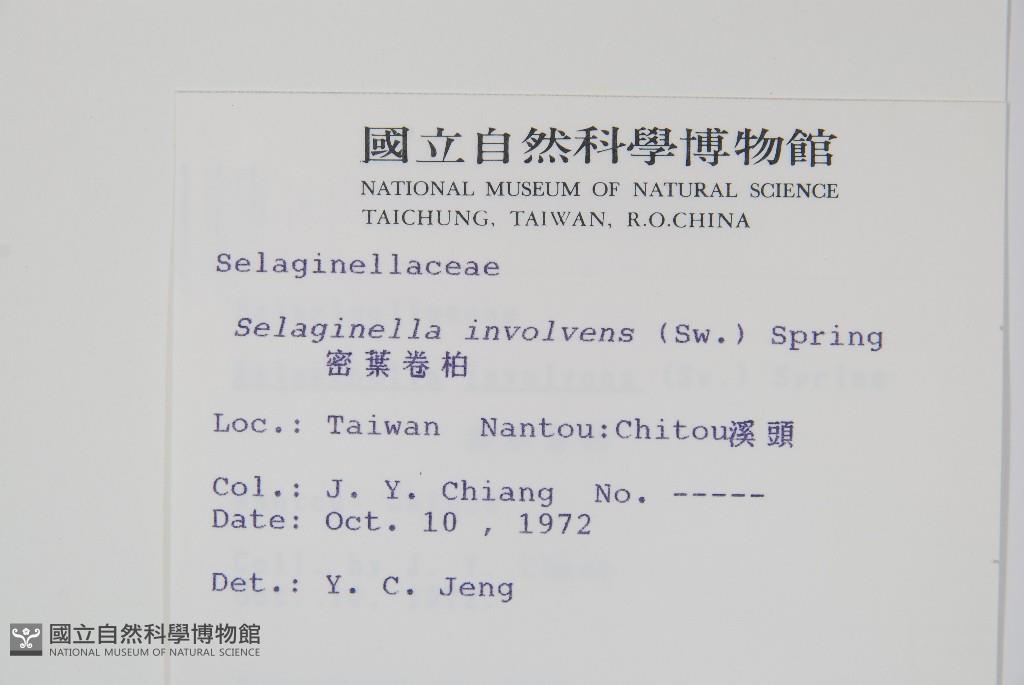 國立自然科學博物館
NATIONAL MUSEUM OF NATURAL SCIENCE
TAICHUNG, TAIWAN, R.O.CHINA
Selaginellaceae
Selaginella involvens (Sw.) Spring
密葉卷柏
Loc.: Taiwan Nantou:Chitou溪頭
Col.: J. Y. Chiang No. -----
Date: Oct. 10 , 1972
Det.: Y. C. Jeng
國立自然科學博物館
NATIONAL MUSEUM OF NATURAL SCIENCE